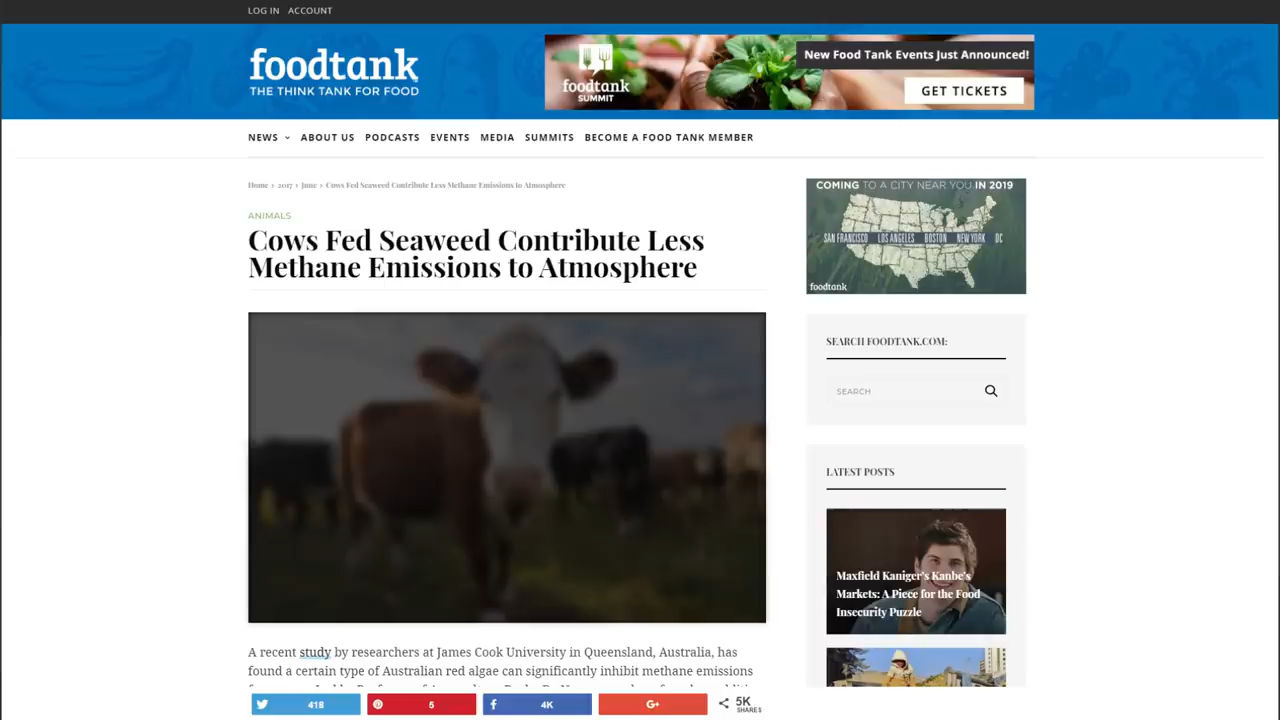 LOG IN ACCOUNT
foodtank
THE THINK TANK FOR FOOD
foodtank
SUMMIT
New Food Tank Events Just Announced!
GET TICKETS
NEWS ABOUT US PODCASTS EVENTS MEDIA SUMMITS BECOME A FOOD TANK MEMBER
Home › 2017 › June › Cows Fed Seaweed Contribute Less Methane Emissions to Atmosphere
ANIMALS
Cows Fed Seaweed Contribute Less
Methane Emissions to Atmosphere
A recent study by researchers at James Cook University in Queensland, Australia, has
found a certain type of Australian red algae can significantly inhibit methane emissions
418
5
4K
G+
5K
SHARES
COMING TO A CITY NEAR YOU IN 2019
SAN FRANCISCO LOS ANGELES BOSTON NEW YORK DC
foodtank
SEARCH FOODTANK.COM:
SEARCH
LATEST POSTS
Maxfield Kaniger's Kanbe's
Markets: A Piece for the Food
Insecurity Puzzle